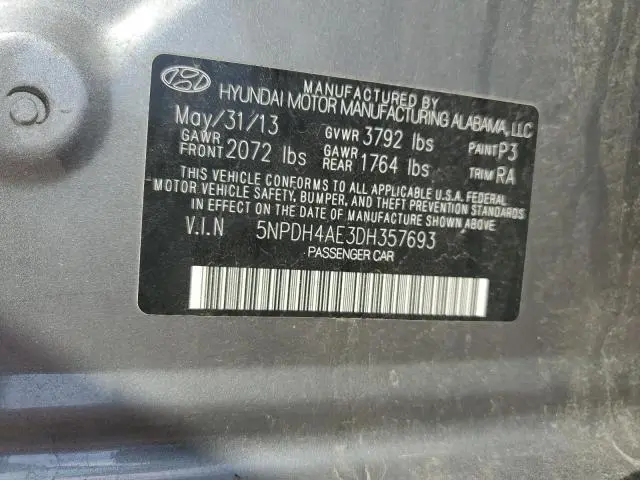 MANUFACTURED BY
HYUNDAI MOTOR MANUFACTURING ALABAMA, LLC
May/31/13 GVWR 3792 lbs PAINT P3
GAWR FRONT 2072 lbs GAWR REAR 1764 lbs TRIM RA
THIS VEHICLE CONFORMS TO ALL APPLICABLE U.S.A. FEDERAL
MOTOR VEHICLE SAFETY, BUMPER, AND THEFT PREVENTION STANDARDS
IN EFFECT ON THE DATE OF MANUFACTURE SHOWN ABOVE.
V.I.N 5NPDH4AE3DH357693
PASSENGER CAR